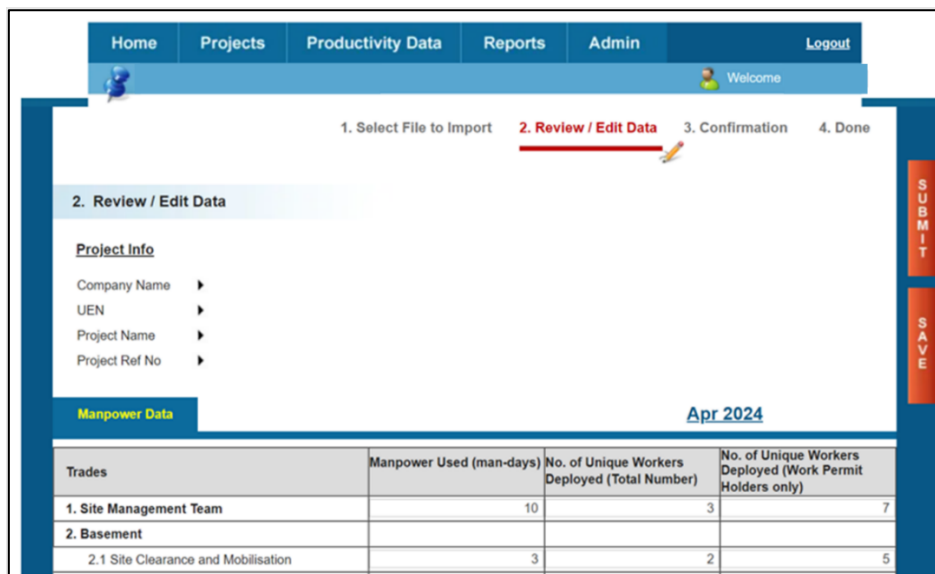 Home Projects Productivity Data Reports Admin Logout
Welcome
1. Select File to Import 2. Review / Edit Data 3. Confirmation 4. Done
2. Review / Edit Data
Project Info
Company Name
UEN
Project Name
Project Ref No
SUBMIT
SAVE
Manpower Data Apr 2024
Trades Manpower Used (man-days) No. of Unique Workers Deployed (Total Number) No. of Unique Workers Deployed (Work Permit Holders only)
1. Site Management Team 10 3 7
2. Basement
2.1 Site Clearance and Mobilisation 3 2 5